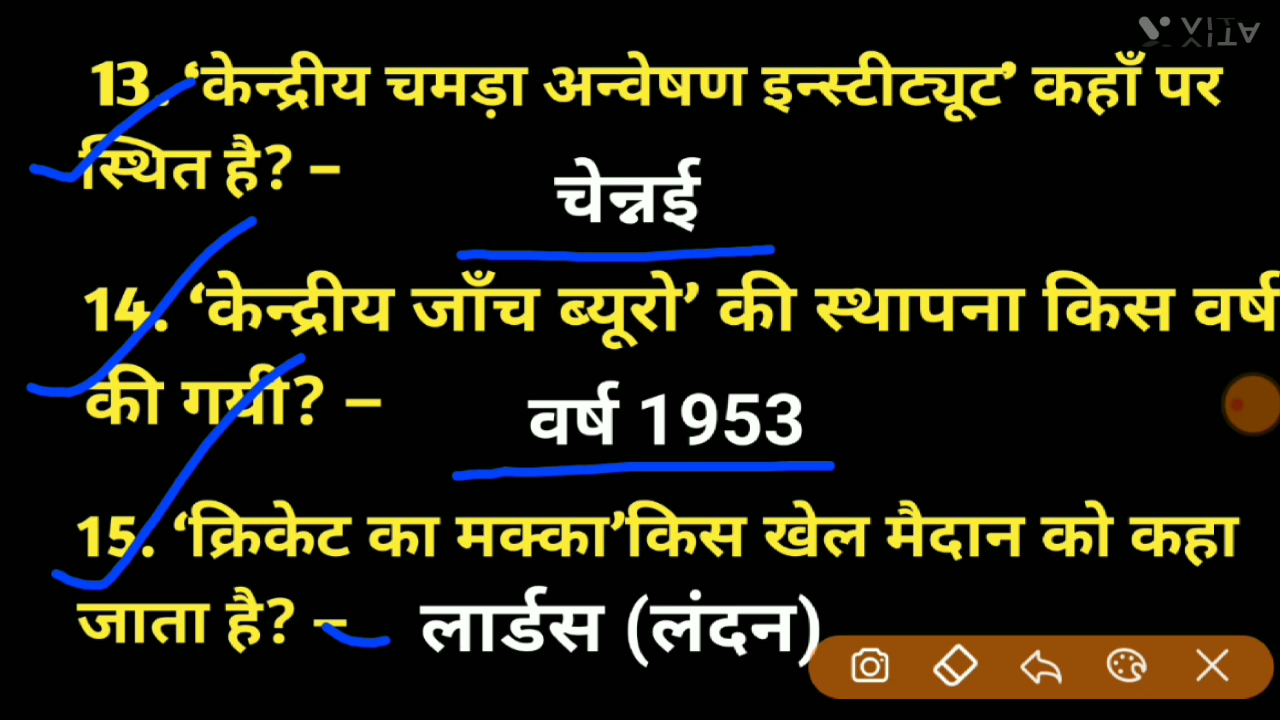 13. ‘केन्द्रीय चमड़ा अन्वेषण इन्स्टीट्यूट’ कहाँ पर
स्थित है? –
चेन्नई
14. ‘केन्द्रीय जाँच ब्यूरो’ की स्थापना किस वर्ष
की गयी? –
वर्ष 1953
15. ‘क्रिकेट का मक्का’किस खेल मैदान को कहा
जाता है? –
लार्डस (लंदन)